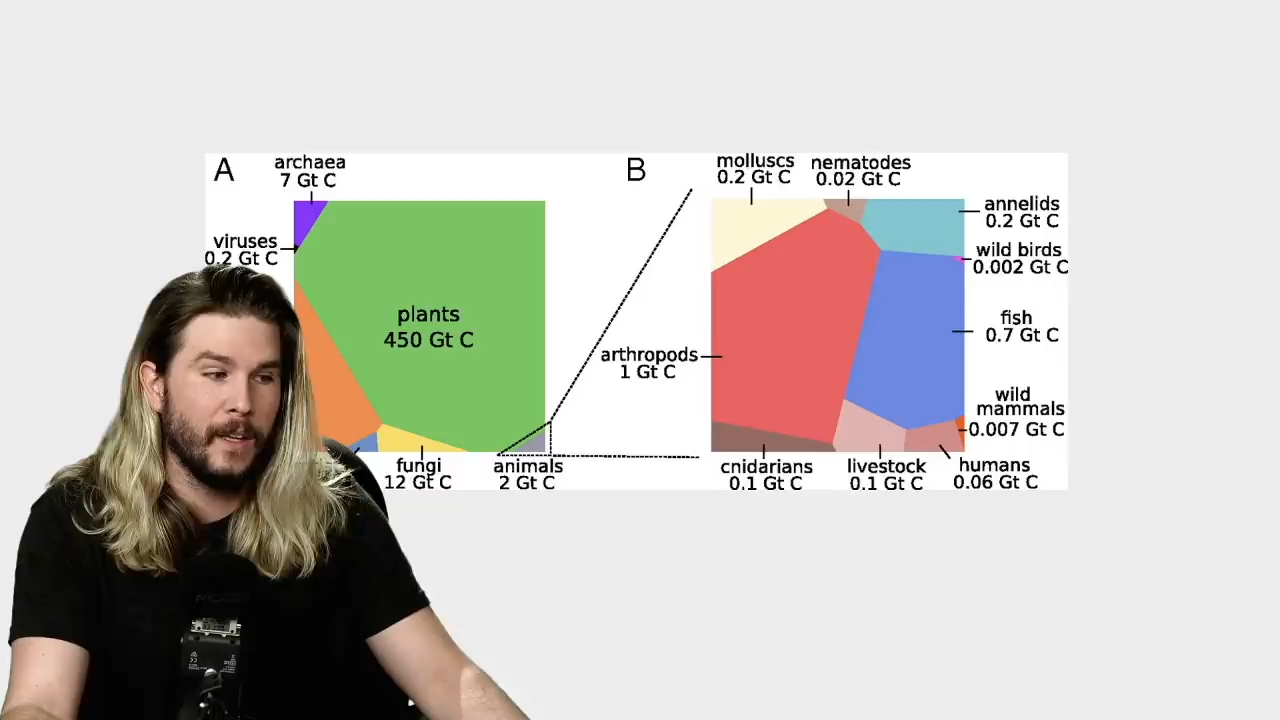 A
archaea
7 Gt C
viruses
0.2 Gt C
plants
450 Gt C
fungi
12 Gt C
animals
2 Gt C
B
molluscs
0.2 Gt C
nematodes
0.02 Gt C
annelids
0.2 Gt C
wild birds
0.002 Gt C
fish
0.7 Gt C
arthropods
1 Gt C
wild
mammals
0.007 Gt C
cnidarians
0.1 Gt C
livestock
0.1 Gt C
humans
0.06 Gt C